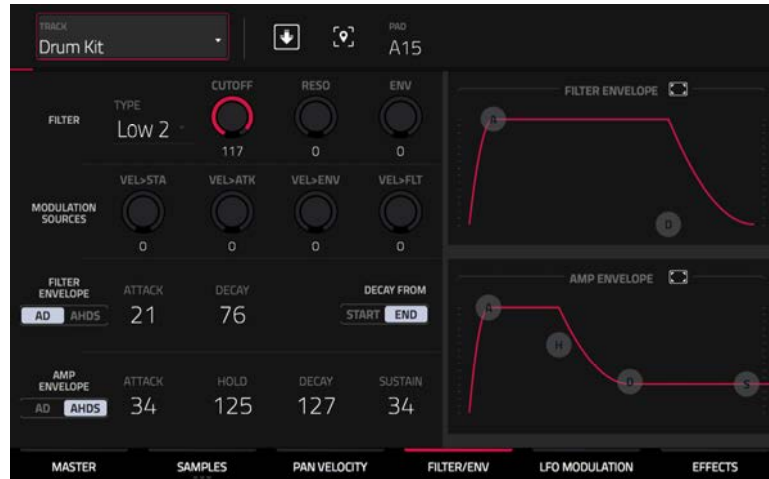 TRACK
Drum Kit
PAD
A15
FILTER
TYPE
Low 2
CUTOFF
117
RESO
0
ENV
0
MODULATION
SOURCES
VEL>STA
0
VEL>ATK
0
VEL>ENV
0
VEL>FLT
0
FILTER
ENVELOPE
AD AHDS
ATTACK
21
DECAY
76
DECAY FROM
START END
AMP
ENVELOPE
AD AHDS
ATTACK
34
HOLD
125
DECAY
127
SUSTAIN
34
FILTER ENVELOPE
A
D
AMP ENVELOPE
A
H
D
S
MASTER
SAMPLES
PAN VELOCITY
FILTER/ENV
LFO MODULATION
EFFECTS